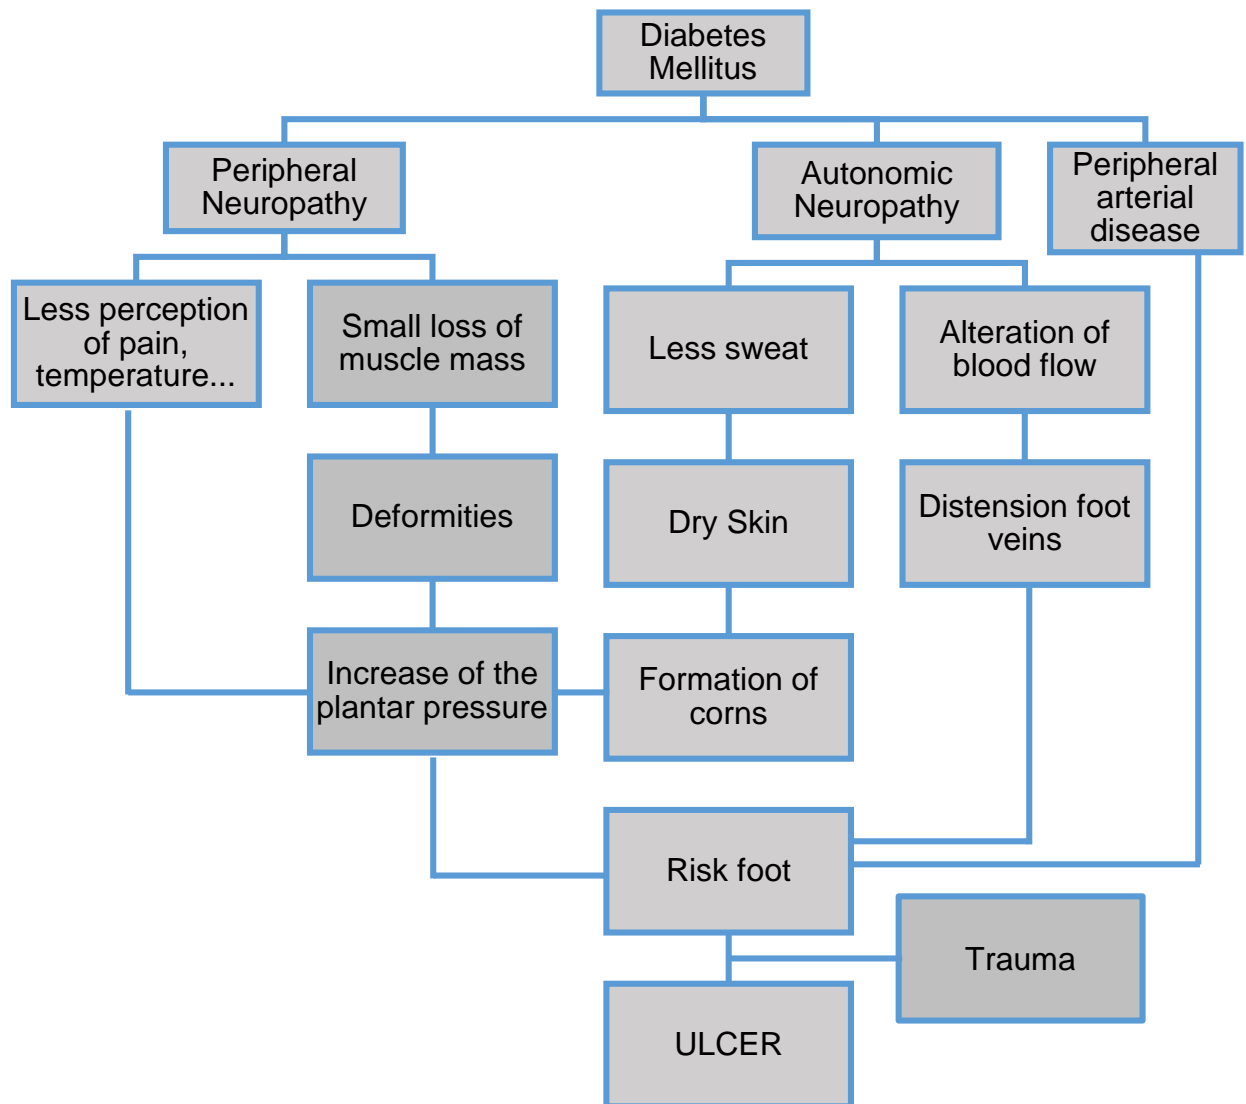 Diabetes
Mellitus
Peripheral
Neuropathy
Autonomic
Neuropathy
Peripheral
arterial
disease
Less perception
of pain,
temperature...
Small loss of
muscle mass
Less sweat
Alteration of
blood flow
Deformities
Dry Skin
Distension foot
veins
Increase of the
plantar pressure
Formation of
corns
Risk foot
Trauma
ULCER